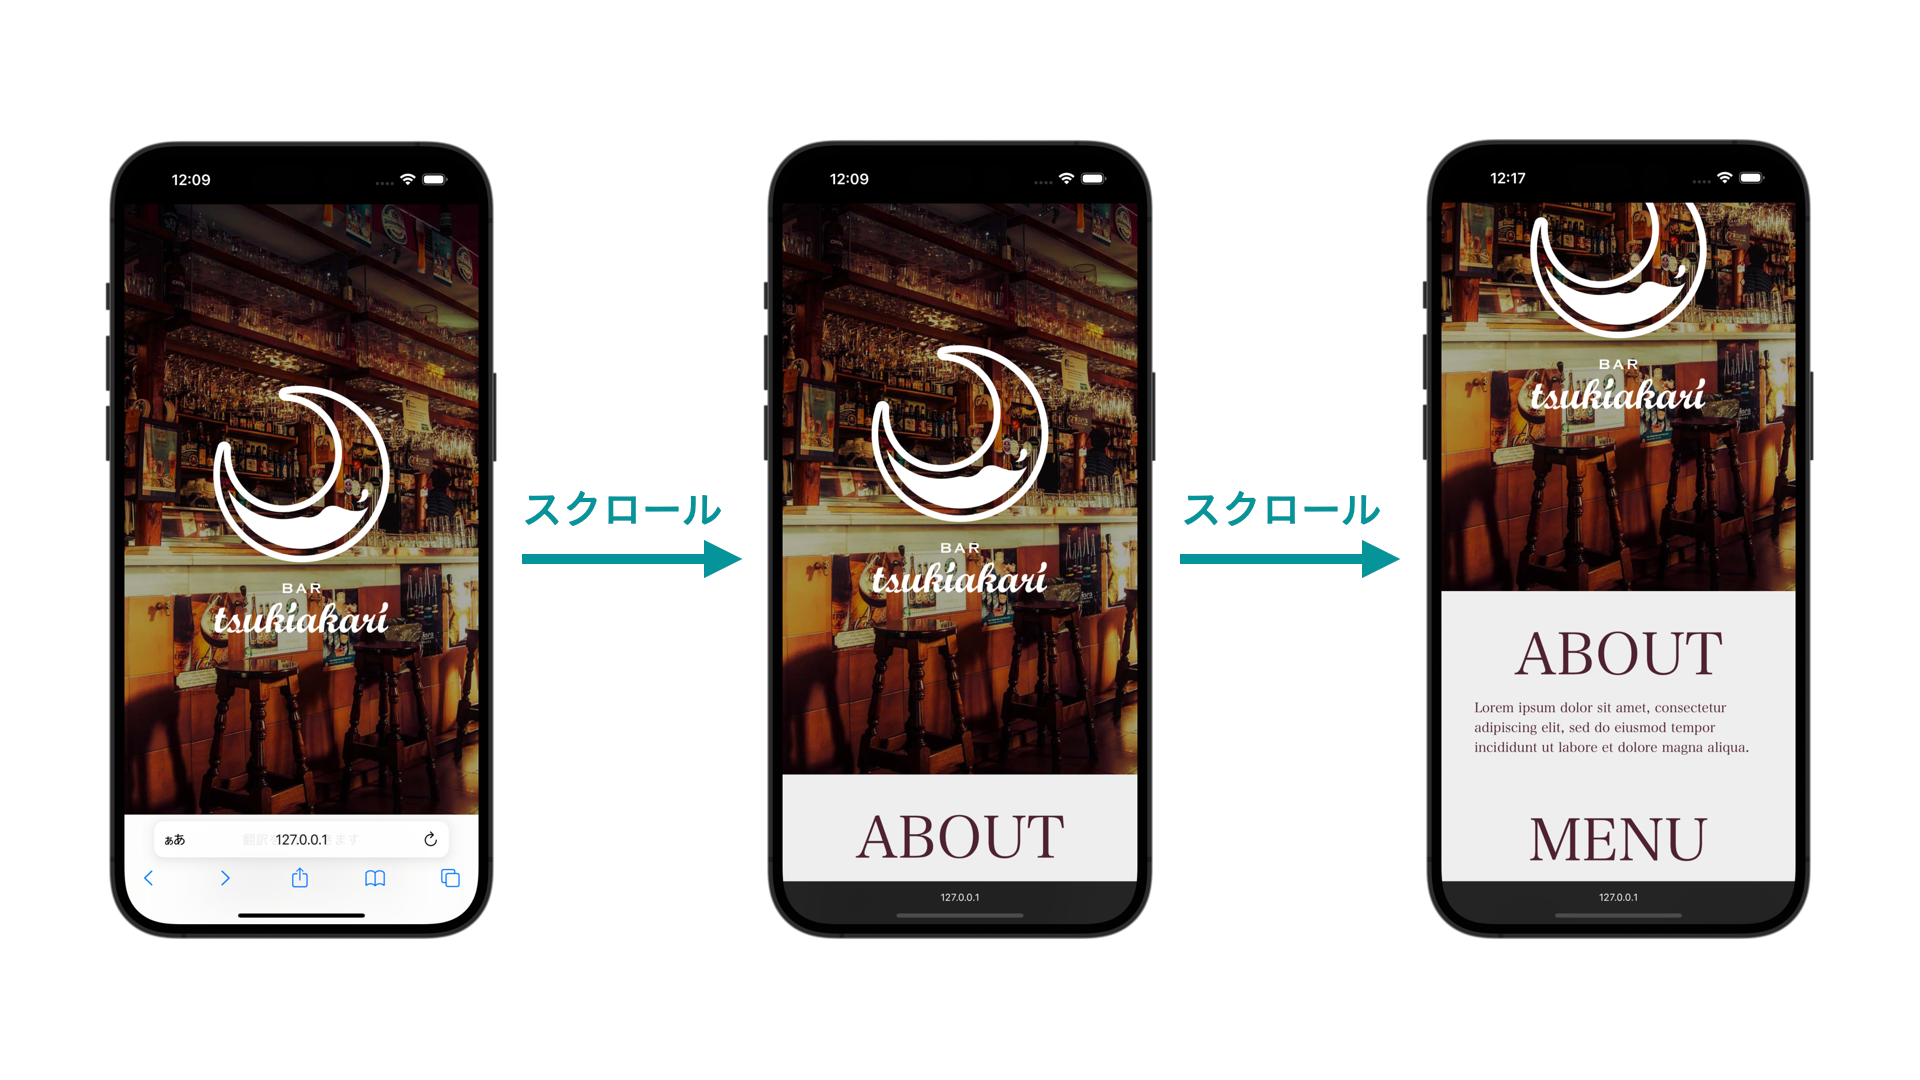 12:09
BAR
tsukiakari
ぁあ
127.0.0.1
スクロール
12:09
BAR
tsukiakari
ABOUT
127.0.0.1
スクロール
12:17
BAR
tsukiakari
ABOUT
Lorem ipsum dolor sit amet, consectetur
adipiscing elit, sed do eiusmod tempor
incididunt ut labore et dolore magna aliqua.
MENU
127.0.0.1